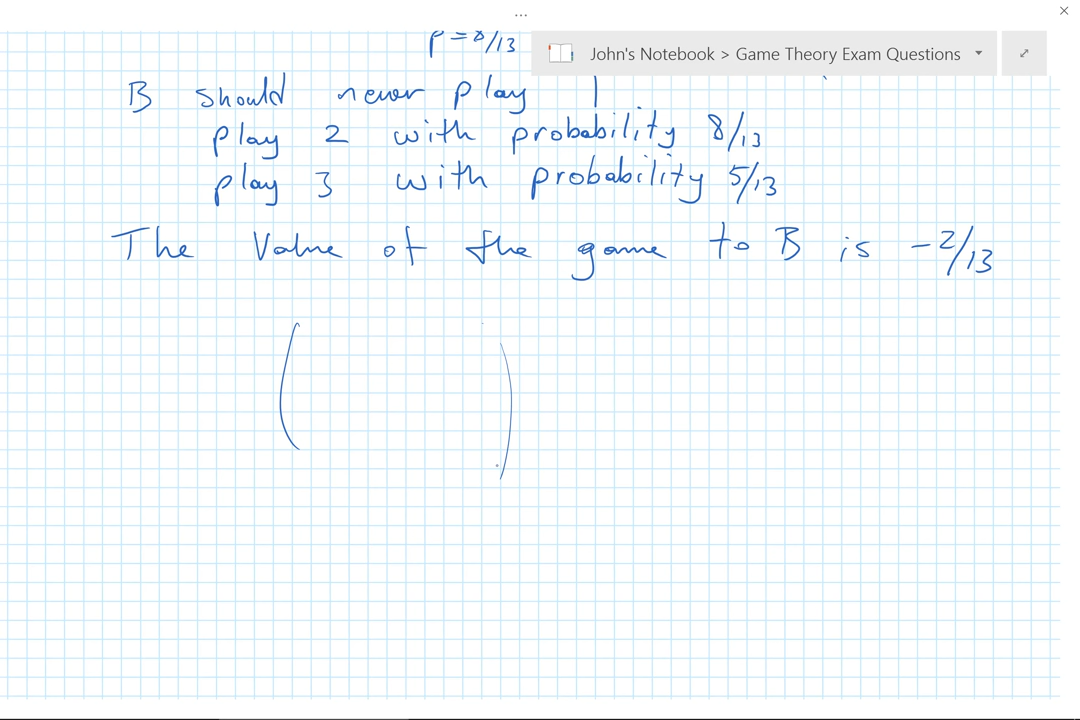 ...
p = 8/13
John's Notebook > Game Theory Exam Questions
B should never play 1
play 2 with probability 8/13
play 3 with probability 5/13
The Value of the game to B is -2/13
( )